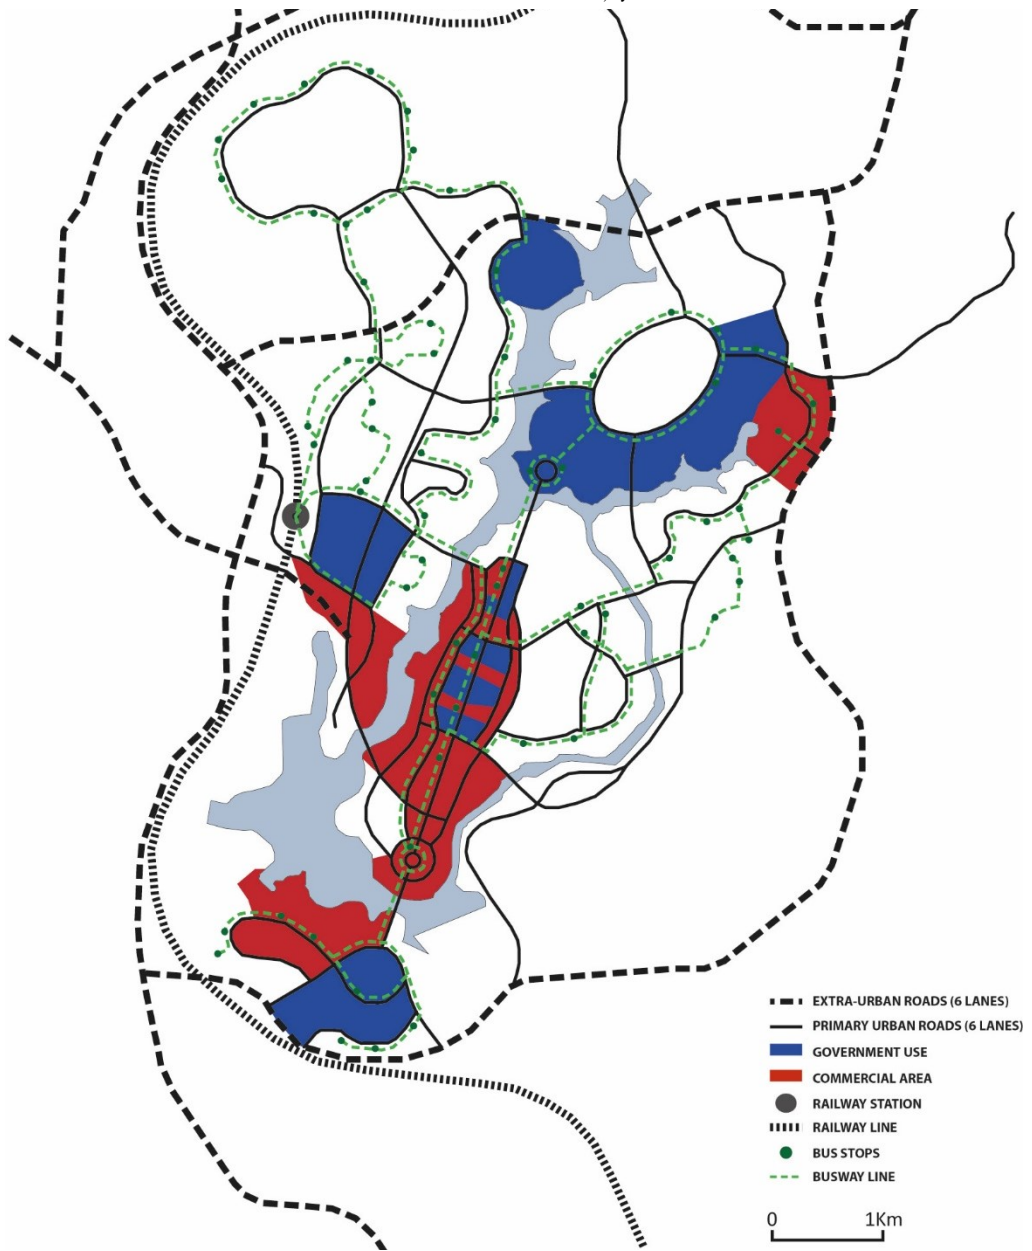 EXTRA-URBAN ROADS (6 LANES)
PRIMARY URBAN ROADS (6 LANES)
GOVERNMENT USE
COMMERCIAL AREA
RAILWAY STATION
RAILWAY LINE
BUS STOPS
BUSWAY LINE
0 1Km